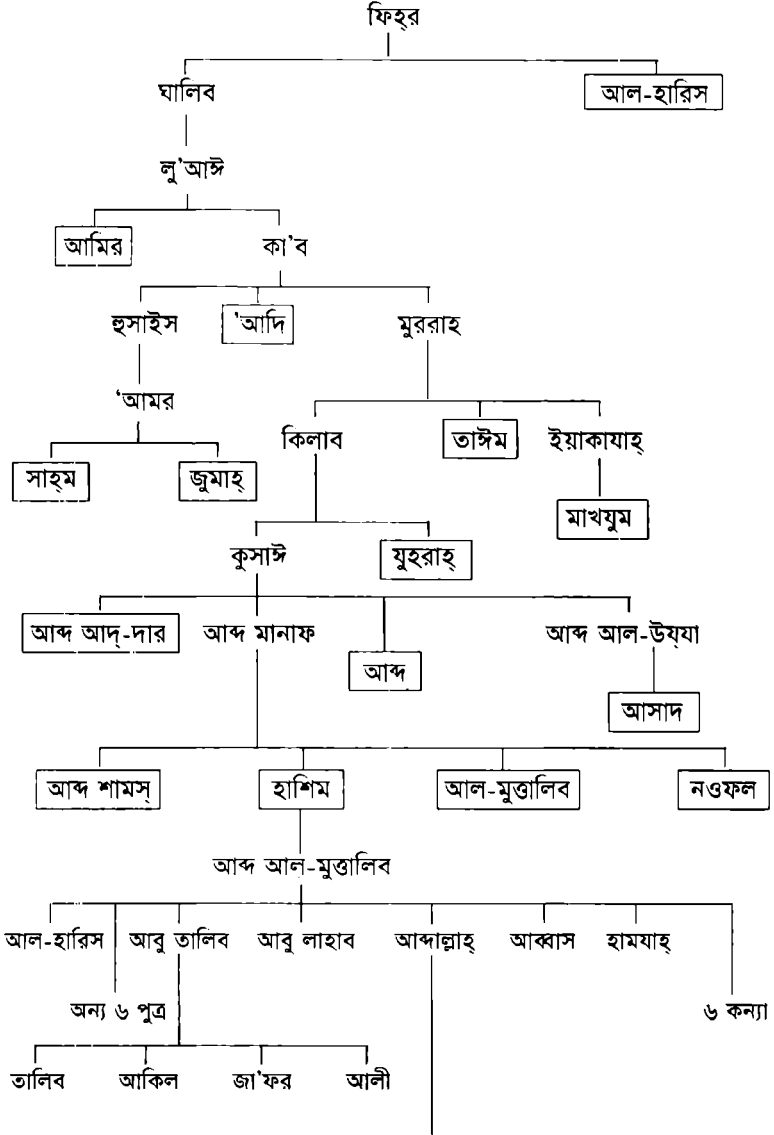 ফিহ্‌র
ঘালিব আল-হারিস
লু'আঈ
আমির কা'ব
হুসাইস 'আদি মুররাহ
'আমর
কিলাব তাঈম ইয়াকাযাহ্
সাহ্‌ম জুমাহ্
মাখযুম
কুসাঈ যুহরাহ্
আব্দ আদ্-দার আব্দ মানাফ আব্দ আল-উয্‌যা
আব্দ
আসাদ
আব্দ শামস্ হাশিম আল-মুত্তালিব নওফল
আব্দ আল-মুত্তালিব
আল-হারিস আবু তালিব আবু লাহাব আব্দাল্লাহ্ আব্বাস হামযাহ্
অন্য ৬ পুত্র ৬ কন্যা
তালিব আকিল জা'ফর আলী